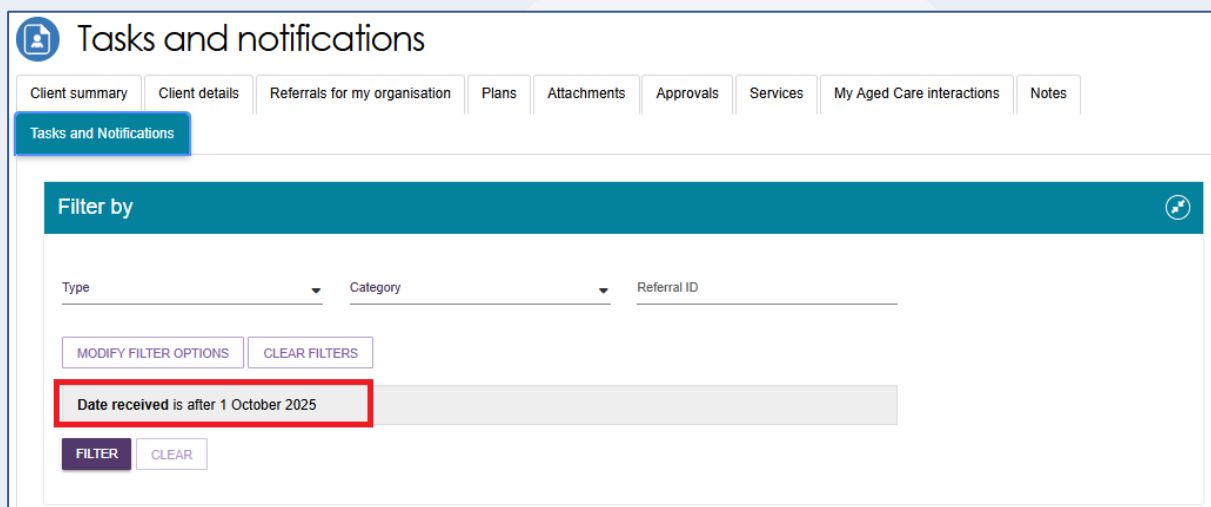 Tasks and notifications
Client summary Client details Referrals for my organisation Plans Attachments Approvals Services My Aged Care interactions Notes
Tasks and Notifications
Filter by
Type Category Referral ID
MODIFY FILTER OPTIONS CLEAR FILTERS
Date received is after 1 October 2025
FILTER CLEAR